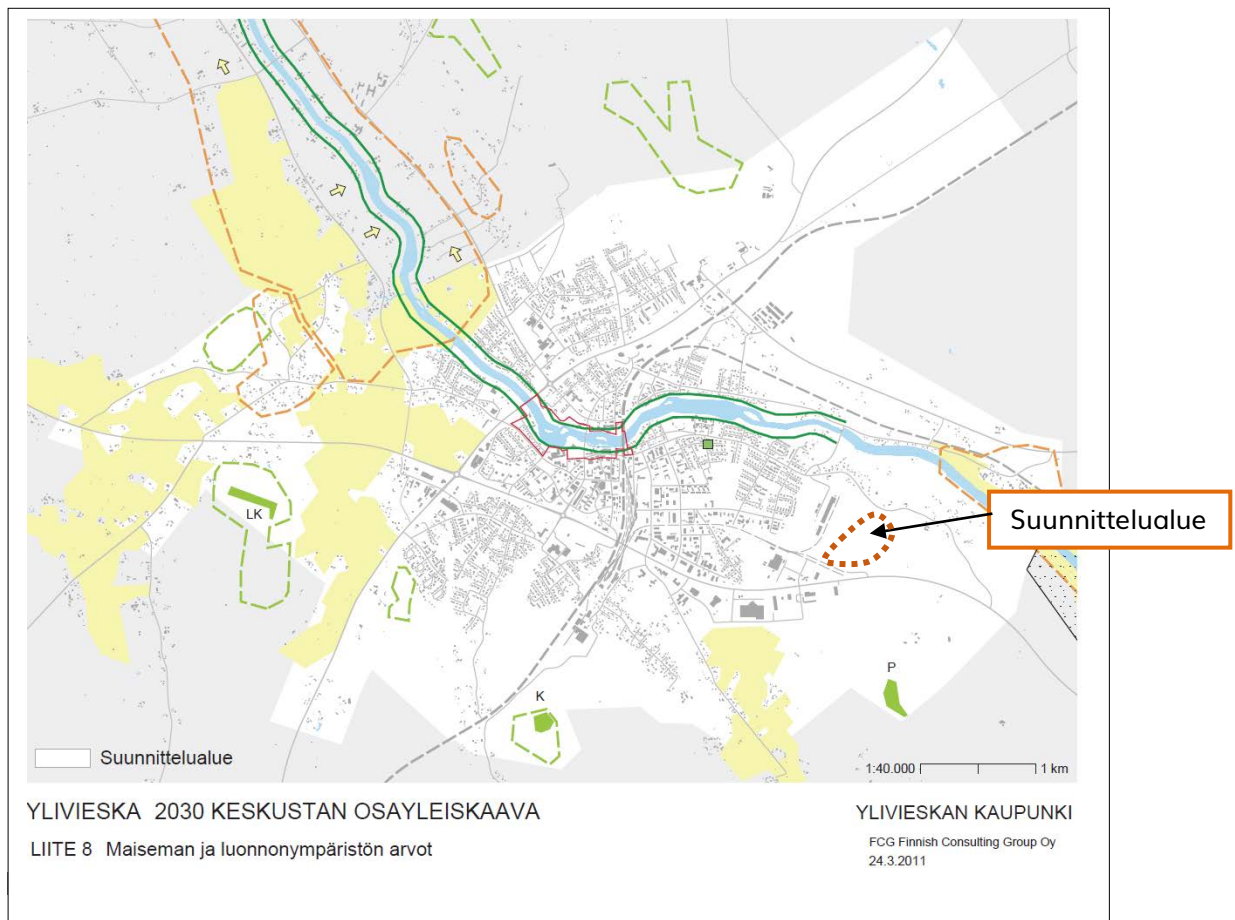 Suunnittelualue
LK
K
P
Suunnittelualue
1:40.000
1 km
YLIVIESKA 2030 KESKUSTAN OSAYLEISKAAVA
YLIVIESKAN KAUPUNKI
LIITE 8 Maiseman ja luonnonympäristön arvot
FCG Finnish Consulting Group Oy
24.3.2011